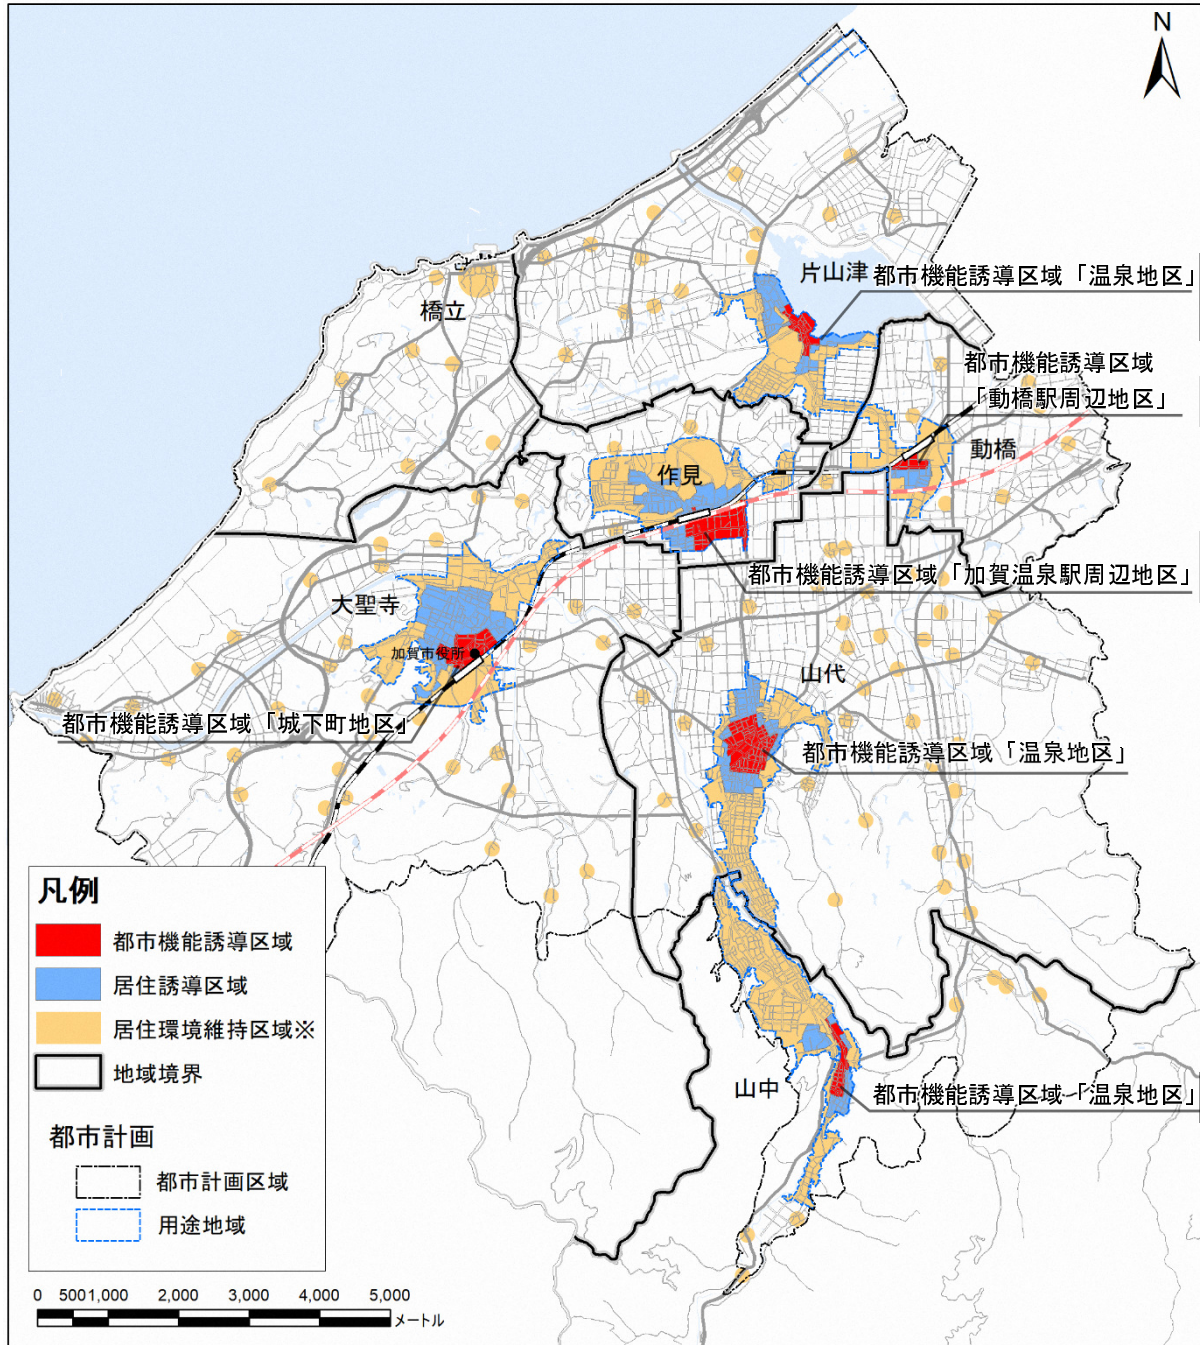 N
片山津
都市機能誘導区域「温泉地区」
橋立
都市機能誘導区域
「動橋駅周辺地区」
動橋
作見
都市機能誘導区域「加賀温泉駅周辺地区」
大聖寺
加賀市役所
山代
都市機能誘導区域「城下町地区」
都市機能誘導区域「温泉地区」
山中
都市機能誘導区域「温泉地区」
凡例
都市機能誘導区域
居住誘導区域
居住環境維持区域※
地域境界
都市計画
都市計画区域
用途地域
0 500 1,000 2,000 3,000 4,000 5,000
メートル